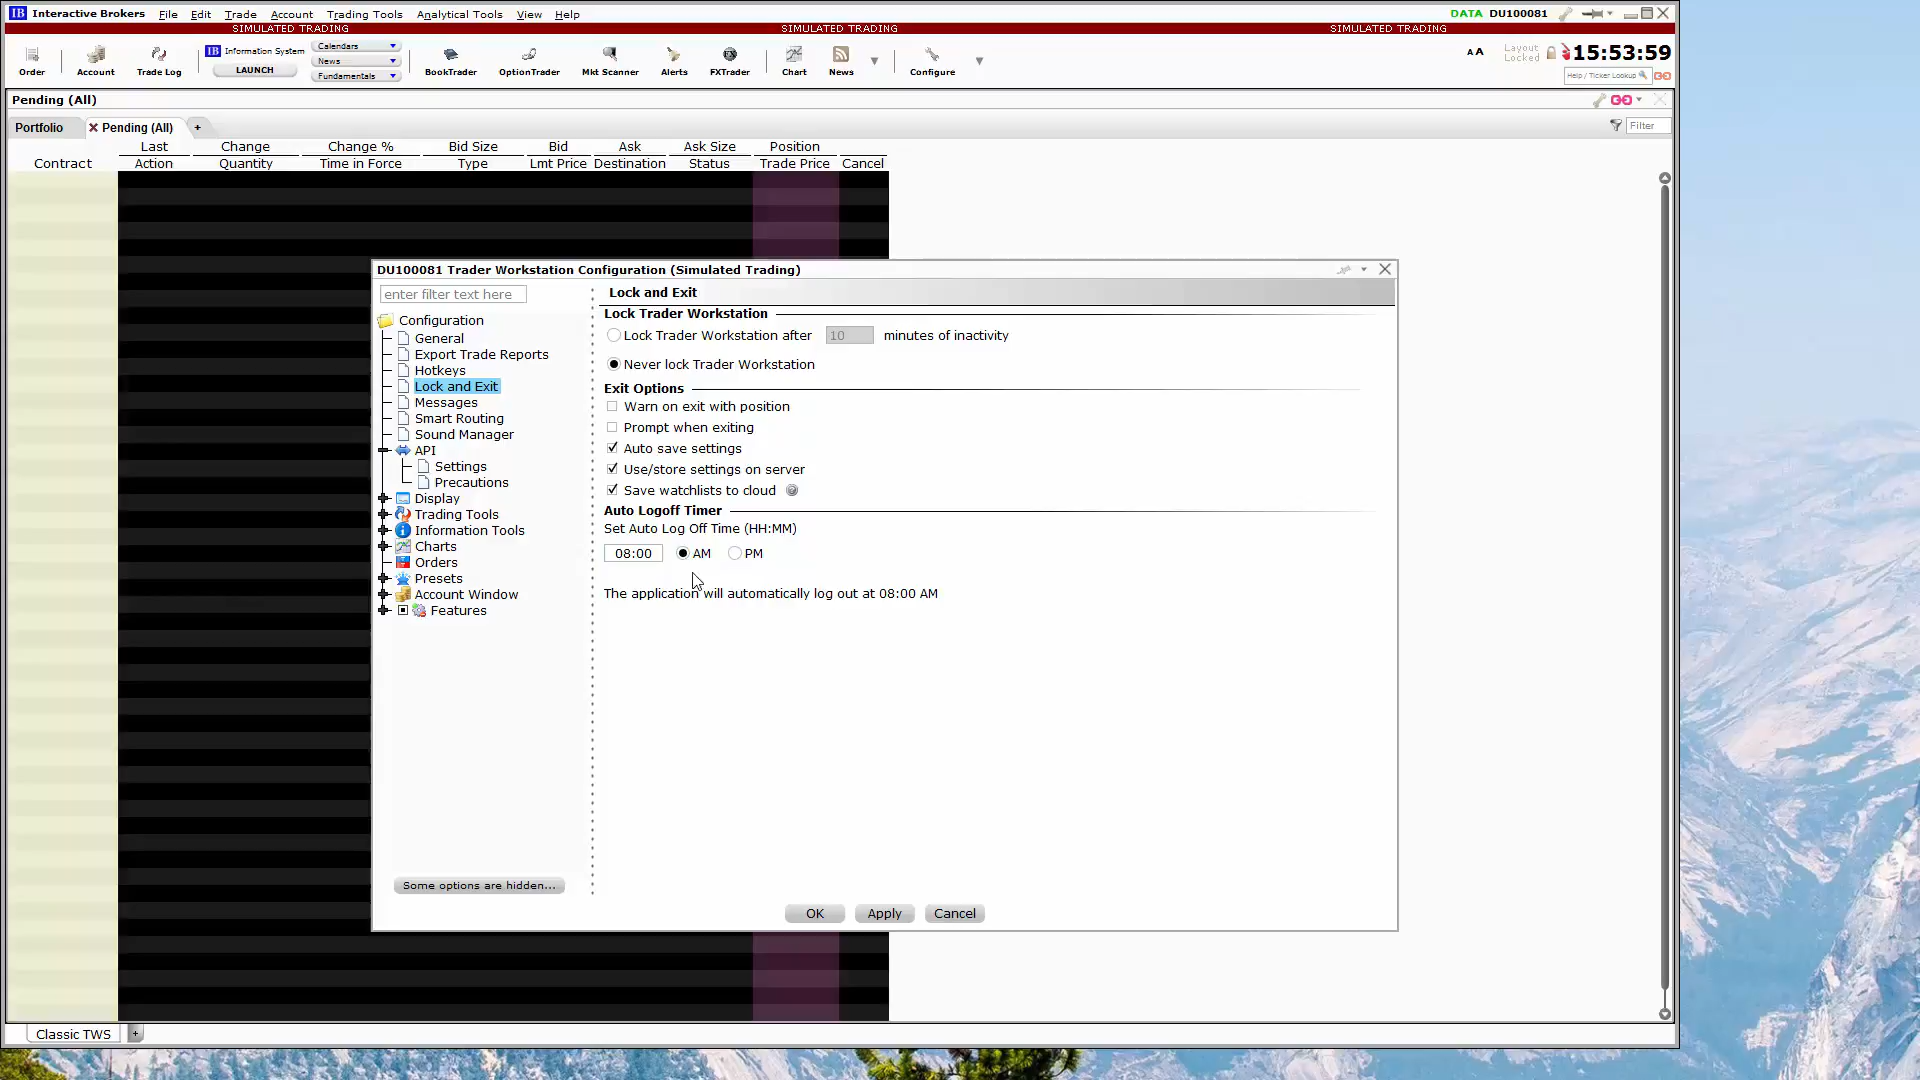 IB Interactive Brokers File Edit Trade Account Trading Tools Analytical Tools View Help DATA DU100081
SIMULATED TRADING SIMULATED TRADING SIMULATED TRADING
Order Account Trade Log IB Information System LAUNCH Calendars News Fundamentals BookTrader OptionTrader Mkt Scanner Alerts FXTrader Chart News Configure A A Layout Locked 15:53:59
Help / Ticker Lookup
Pending (All)
Portfolio Pending (All) + Filter
Last Change Change % Bid Size Bid Ask Ask Size Position
Contract Action Quantity Time in Force Type Lmt Price Destination Status Trade Price Cancel
DU100081 Trader Workstation Configuration (Simulated Trading)
enter filter text here
Configuration
General
Export Trade Reports
Hotkeys
Lock and Exit
Messages
Smart Routing
Sound Manager
API
Settings
Precautions
Display
Trading Tools
Information Tools
Charts
Orders
Presets
Account Window
Features
Some options are hidden...
Lock and Exit
Lock Trader Workstation
Lock Trader Workstation after 10 minutes of inactivity
Never lock Trader Workstation
Exit Options
Warn on exit with position
Prompt when exiting
Auto save settings
Use/store settings on server
Save watchlists to cloud
Auto Logoff Timer
Set Auto Log Off Time (HH:MM)
08:00 AM PM
The application will automatically log out at 08:00 AM
OK Apply Cancel
Classic TWS +